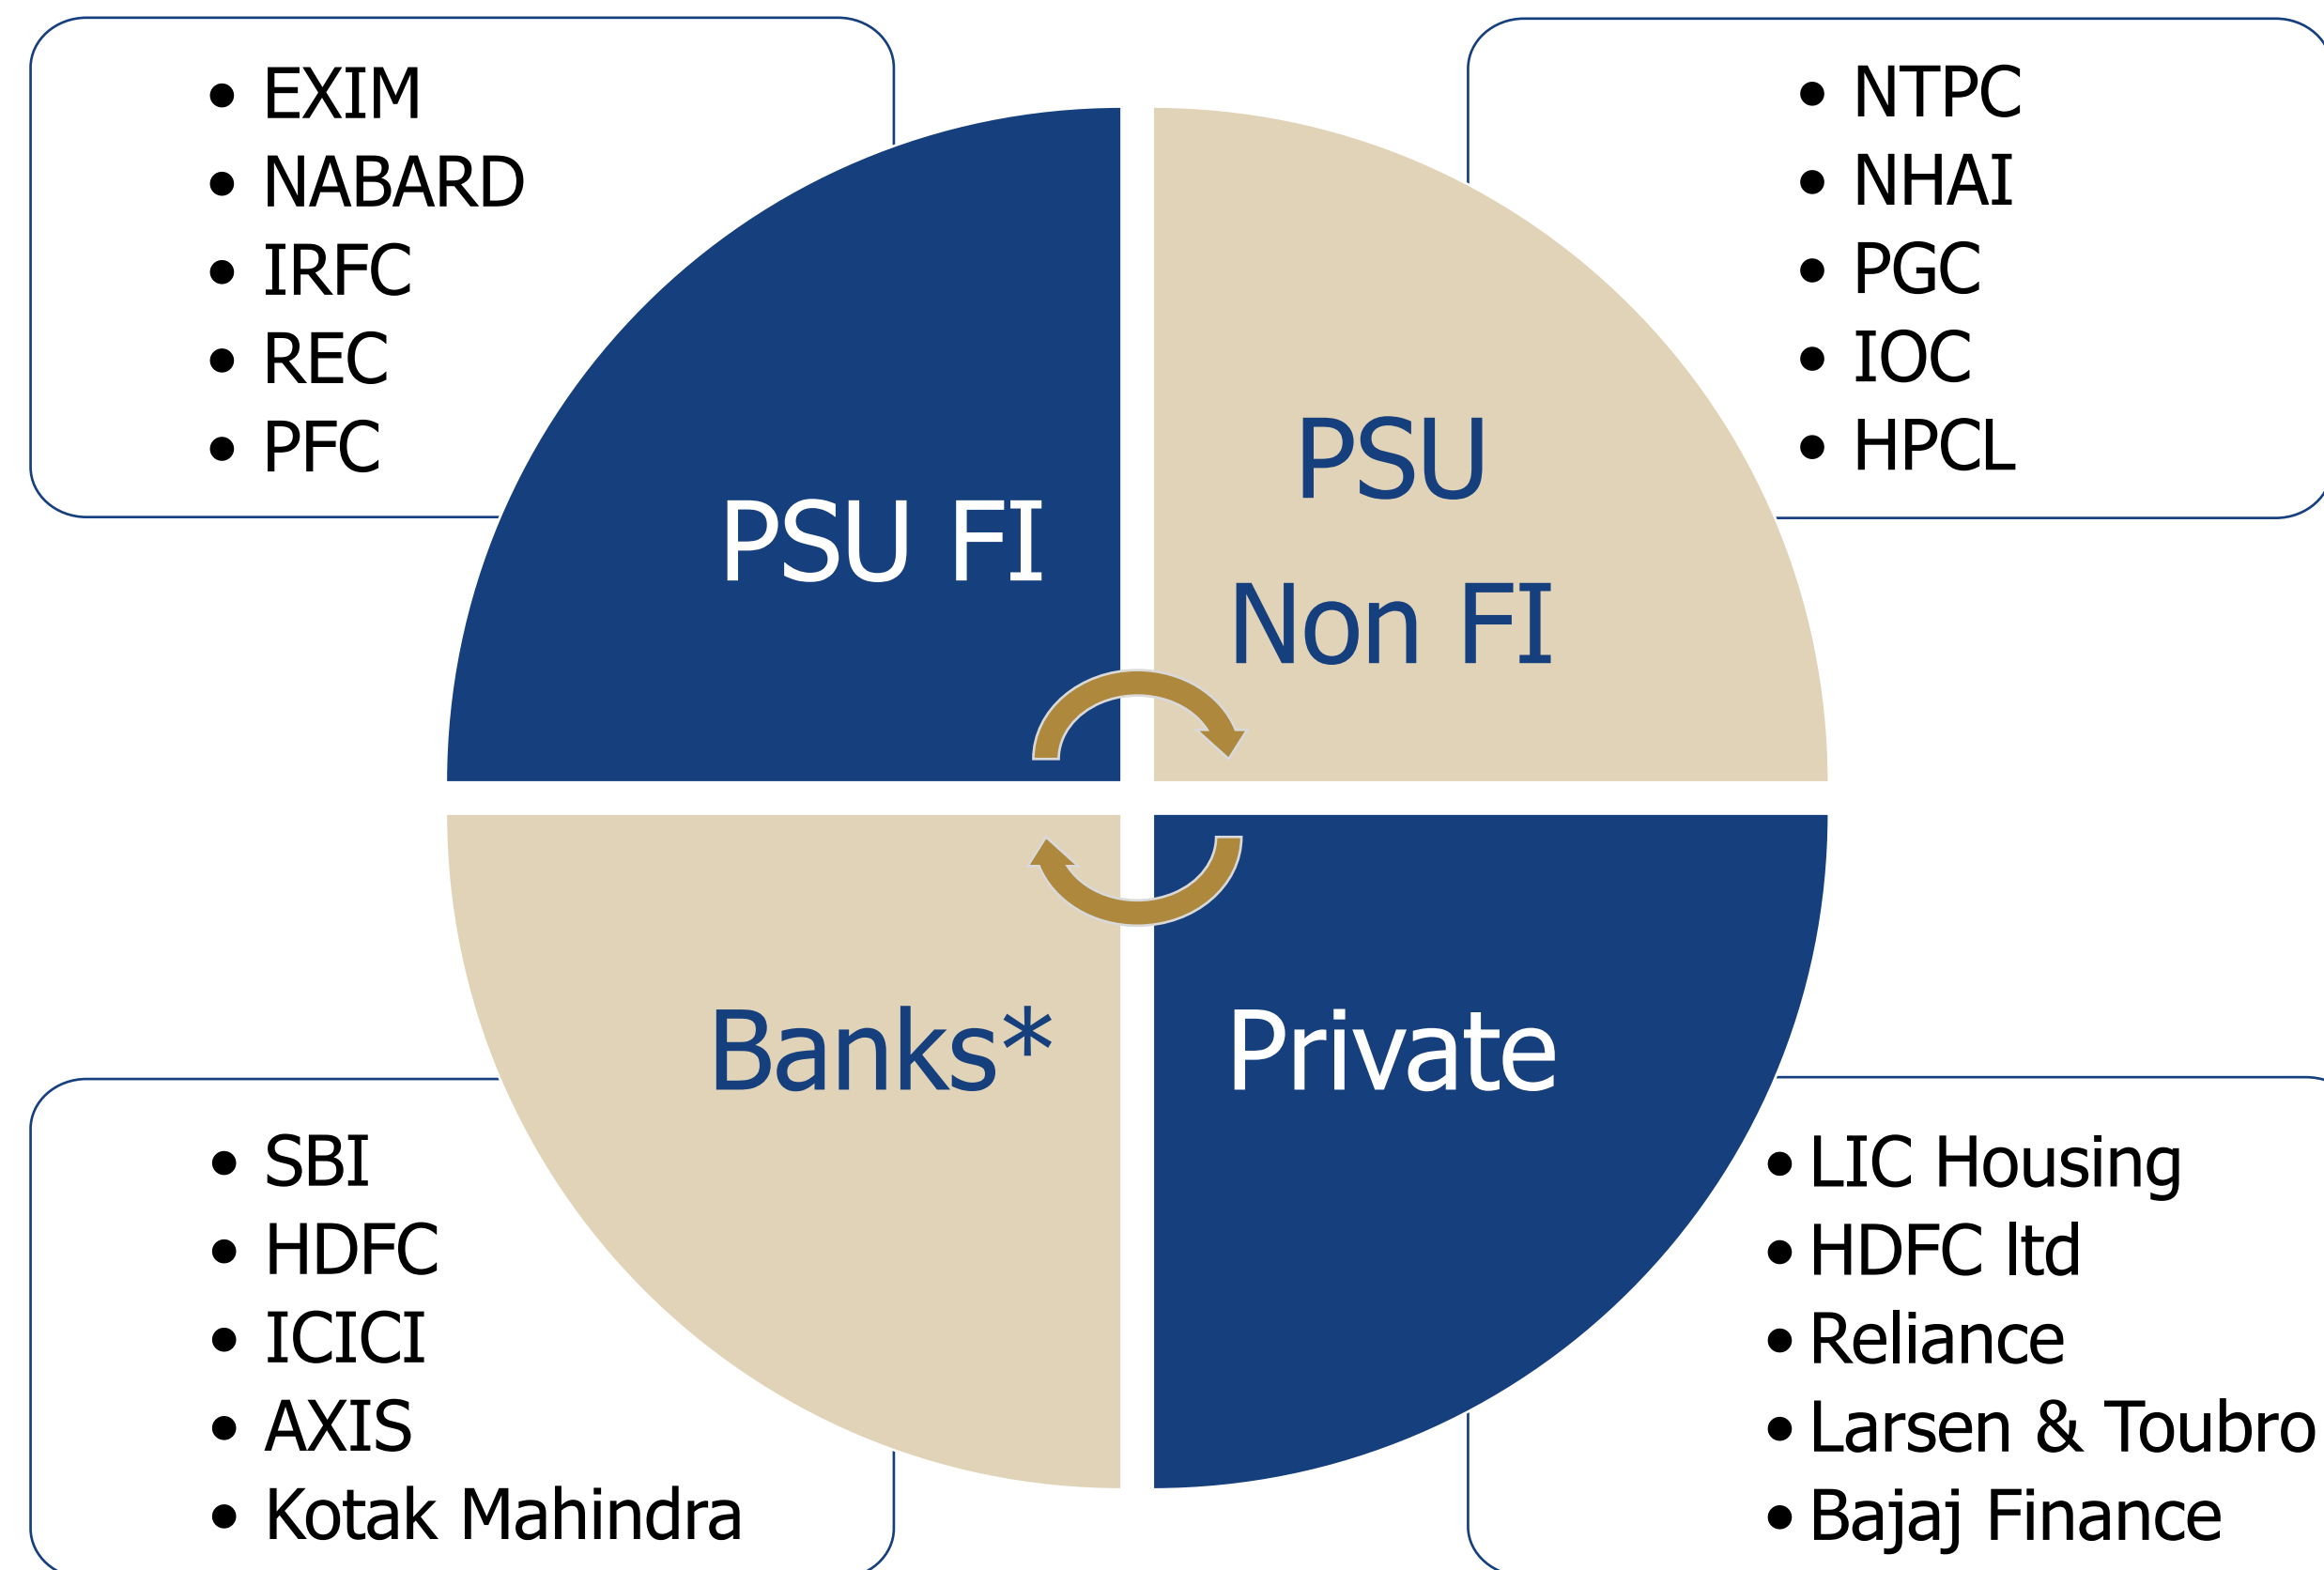 • EXIM
• NABARD
• IRFC
• REC
• PFC
• NTPC
• NHAI
• PGC
• IOC
• HPCL
PSU FI
PSU
Non FI
Banks*
Private
• SBI
• HDFC
• ICICI
• AXIS
• Kotak Mahindra
• LIC Housing
• HDFC ltd
• Reliance
• Larsen & Toubro
• Bajaj Finance